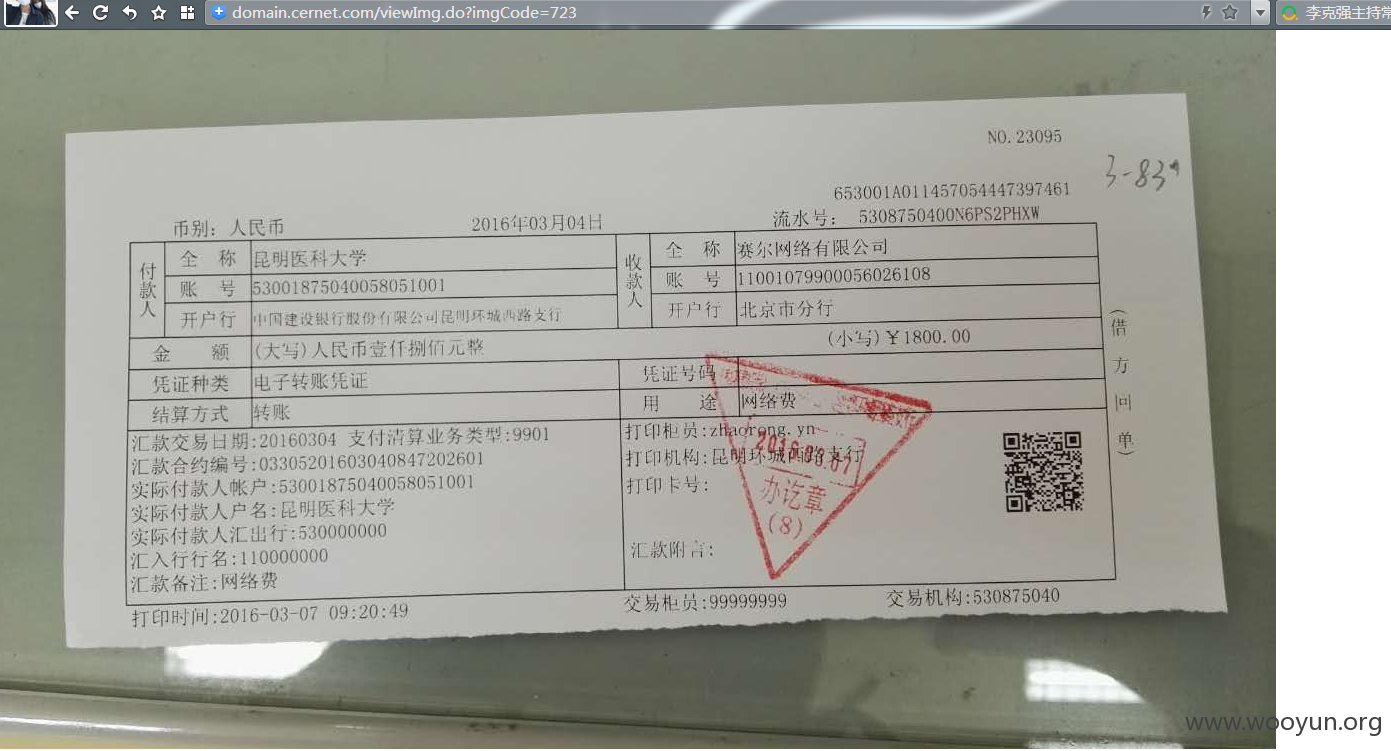 domain.cernet.com/viewImg.do?imgCode=723
李克强主持常
NO.23095
3-839
653001A011457054447397461
币别：人民币 2016年03月04日 流水号： 5308750400N6PS2PHXW
付款人 全 称 昆明医科大学 收款人 全 称 赛尔网络有限公司
账 号 53001875040058051001 账 号 11001079900056026108
开户行 中国建设银行股份有限公司昆明环城西路支行 开户行 北京市分行
金 额 (大写)人民币壹仟捌佰元整 (小写)￥1800.00
凭证种类 电子转账凭证 凭证号码
结算方式 转账 用 途 网络费
汇款交易日期:20160304 支付清算业务类型:9901
汇款合约编号:03305201603040847202601
实际付款人帐户:53001875040058051001
实际付款人户名:昆明医科大学
实际付款人汇出行:530000000
汇入行行名:110000000
汇款备注:网络费
打印柜员:zhaorong.yn
打印机构:昆明环城西路支行
打印卡号:
汇款附言:
2016.03.07
办讫章
(8)
(借方回单)
打印时间:2016-03-07 09:20:49 交易柜员:99999999 交易机构:530875040
www.wooyun.org